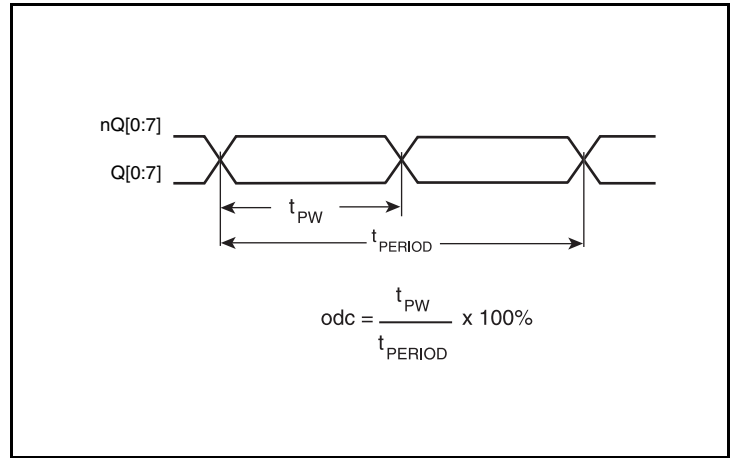 nQ[0:7]
Q[0:7]
tPW
tPERIOD
odc = tPW / tPERIOD x 100%